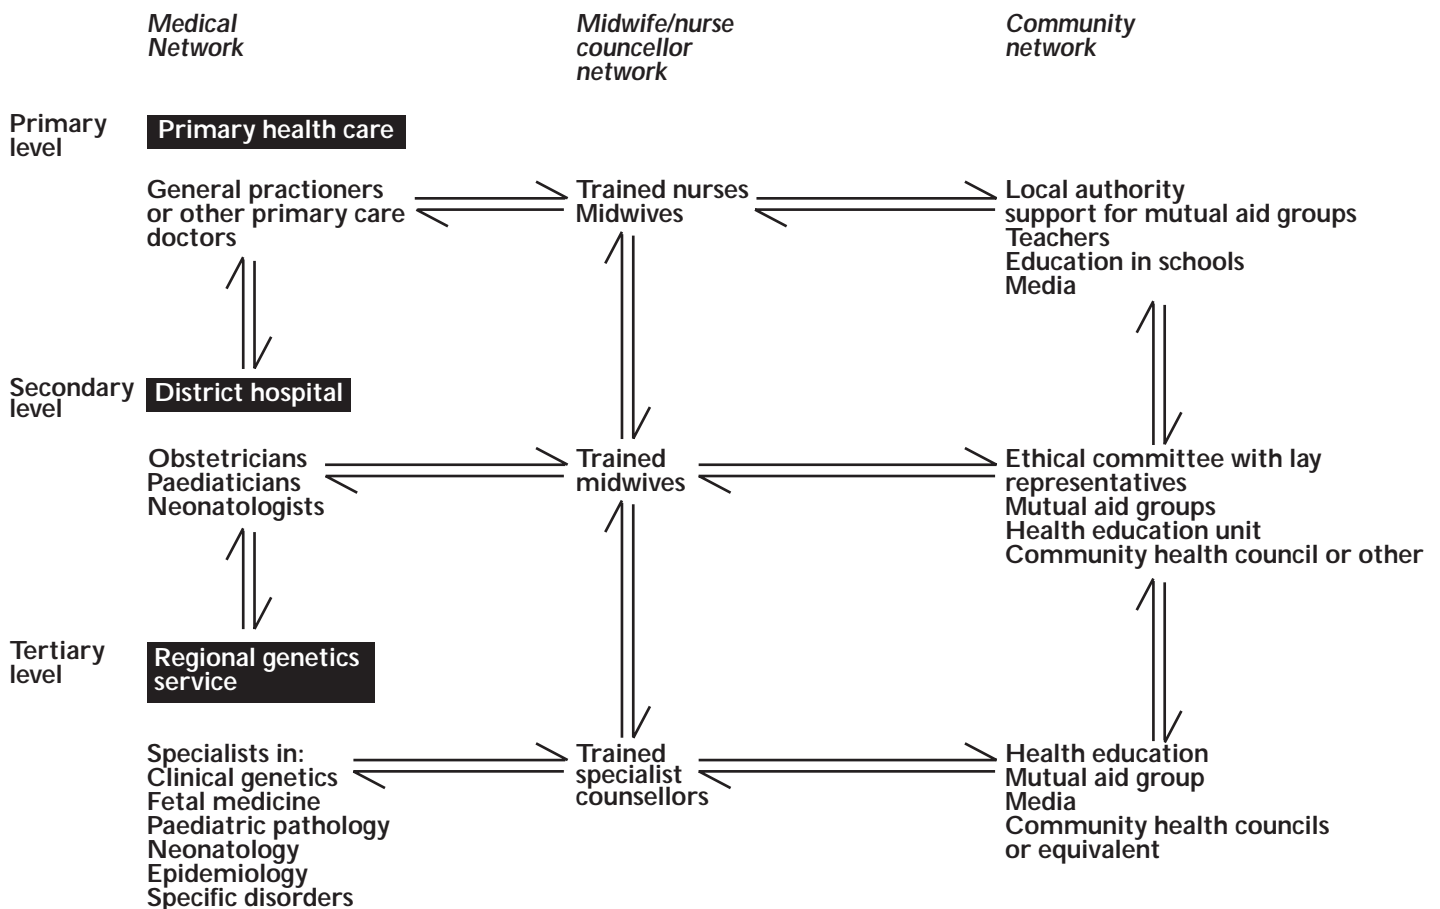 Medical
Network
Midwife/nurse
councellor
network
Community
network
Primary
level
Primary health care
General practioners
or other primary care
doctors
Trained nurses
Midwives
Local authority
support for mutual aid groups
Teachers
Education in schools
Media
Secondary
level
District hospital
Obstetricians
Paediaticians
Neonatologists
Trained
midwives
Ethical committee with lay
representatives
Mutual aid groups
Health education unit
Community health council or other
Tertiary
level
Regional genetics
service
Specialists in:
Clinical genetics
Fetal medicine
Paediatric pathology
Neonatology
Epidemiology
Specific disorders
Trained
specialist
counsellors
Health education
Mutual aid group
Media
Community health councils
or equivalent